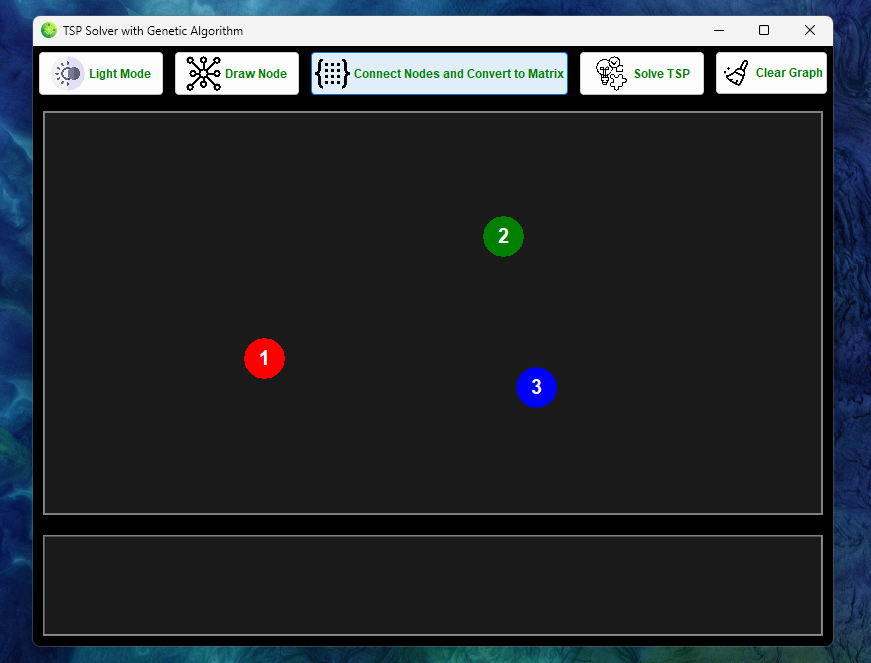 TSP Solver with Genetic Algorithm
Light Mode
Draw Node
Connect Nodes and Convert to Matrix
Solve TSP
Clear Graph
2
1
3